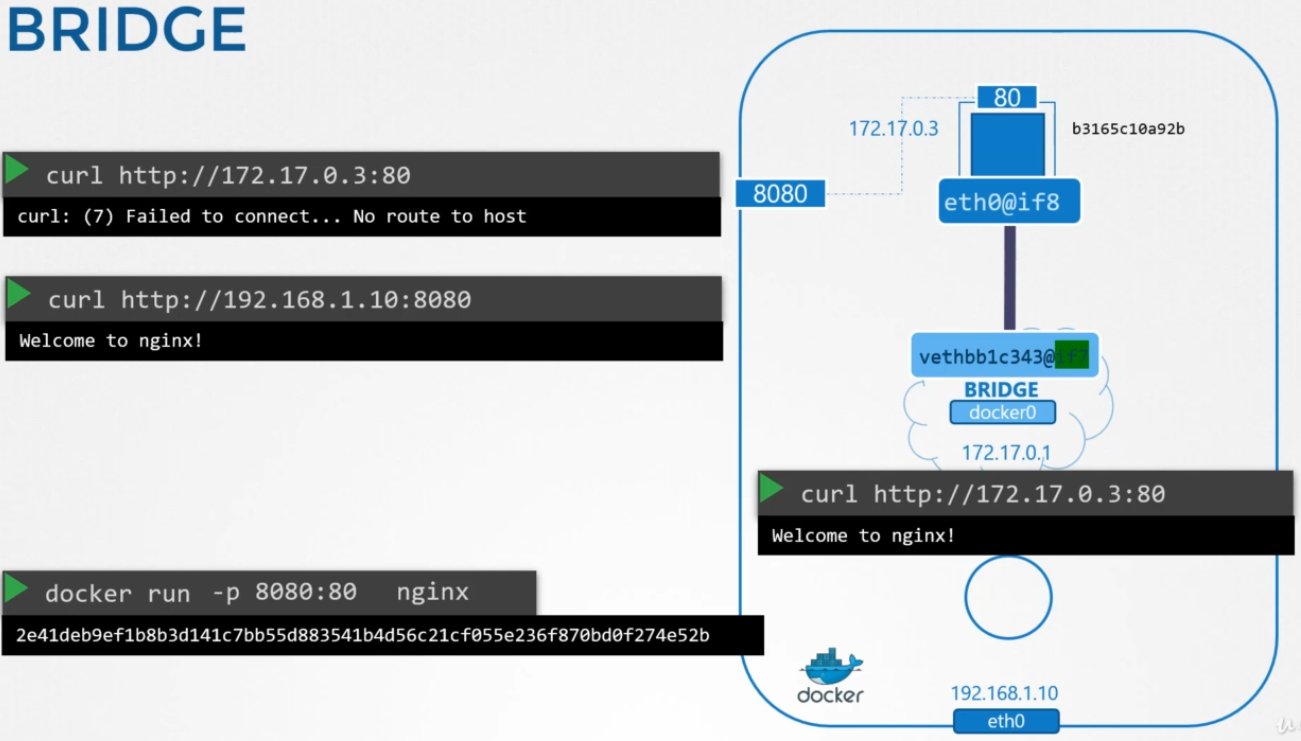 BRIDGE
curl http://172.17.0.3:80
curl: (7) Failed to connect... No route to host
curl http://192.168.1.10:8080
Welcome to nginx!
docker run -p 8080:80 nginx
2e41deb9ef1b8b3d141c7bb55d883541b4d56c21cf055e236f870bd0f274e52b
80
172.17.0.3
b3165c10a92b
8080
eth0@if8
vethbb1c343@if7
BRIDGE
docker0
172.17.0.1
curl http://172.17.0.3:80
Welcome to nginx!
docker
192.168.1.10
eth0